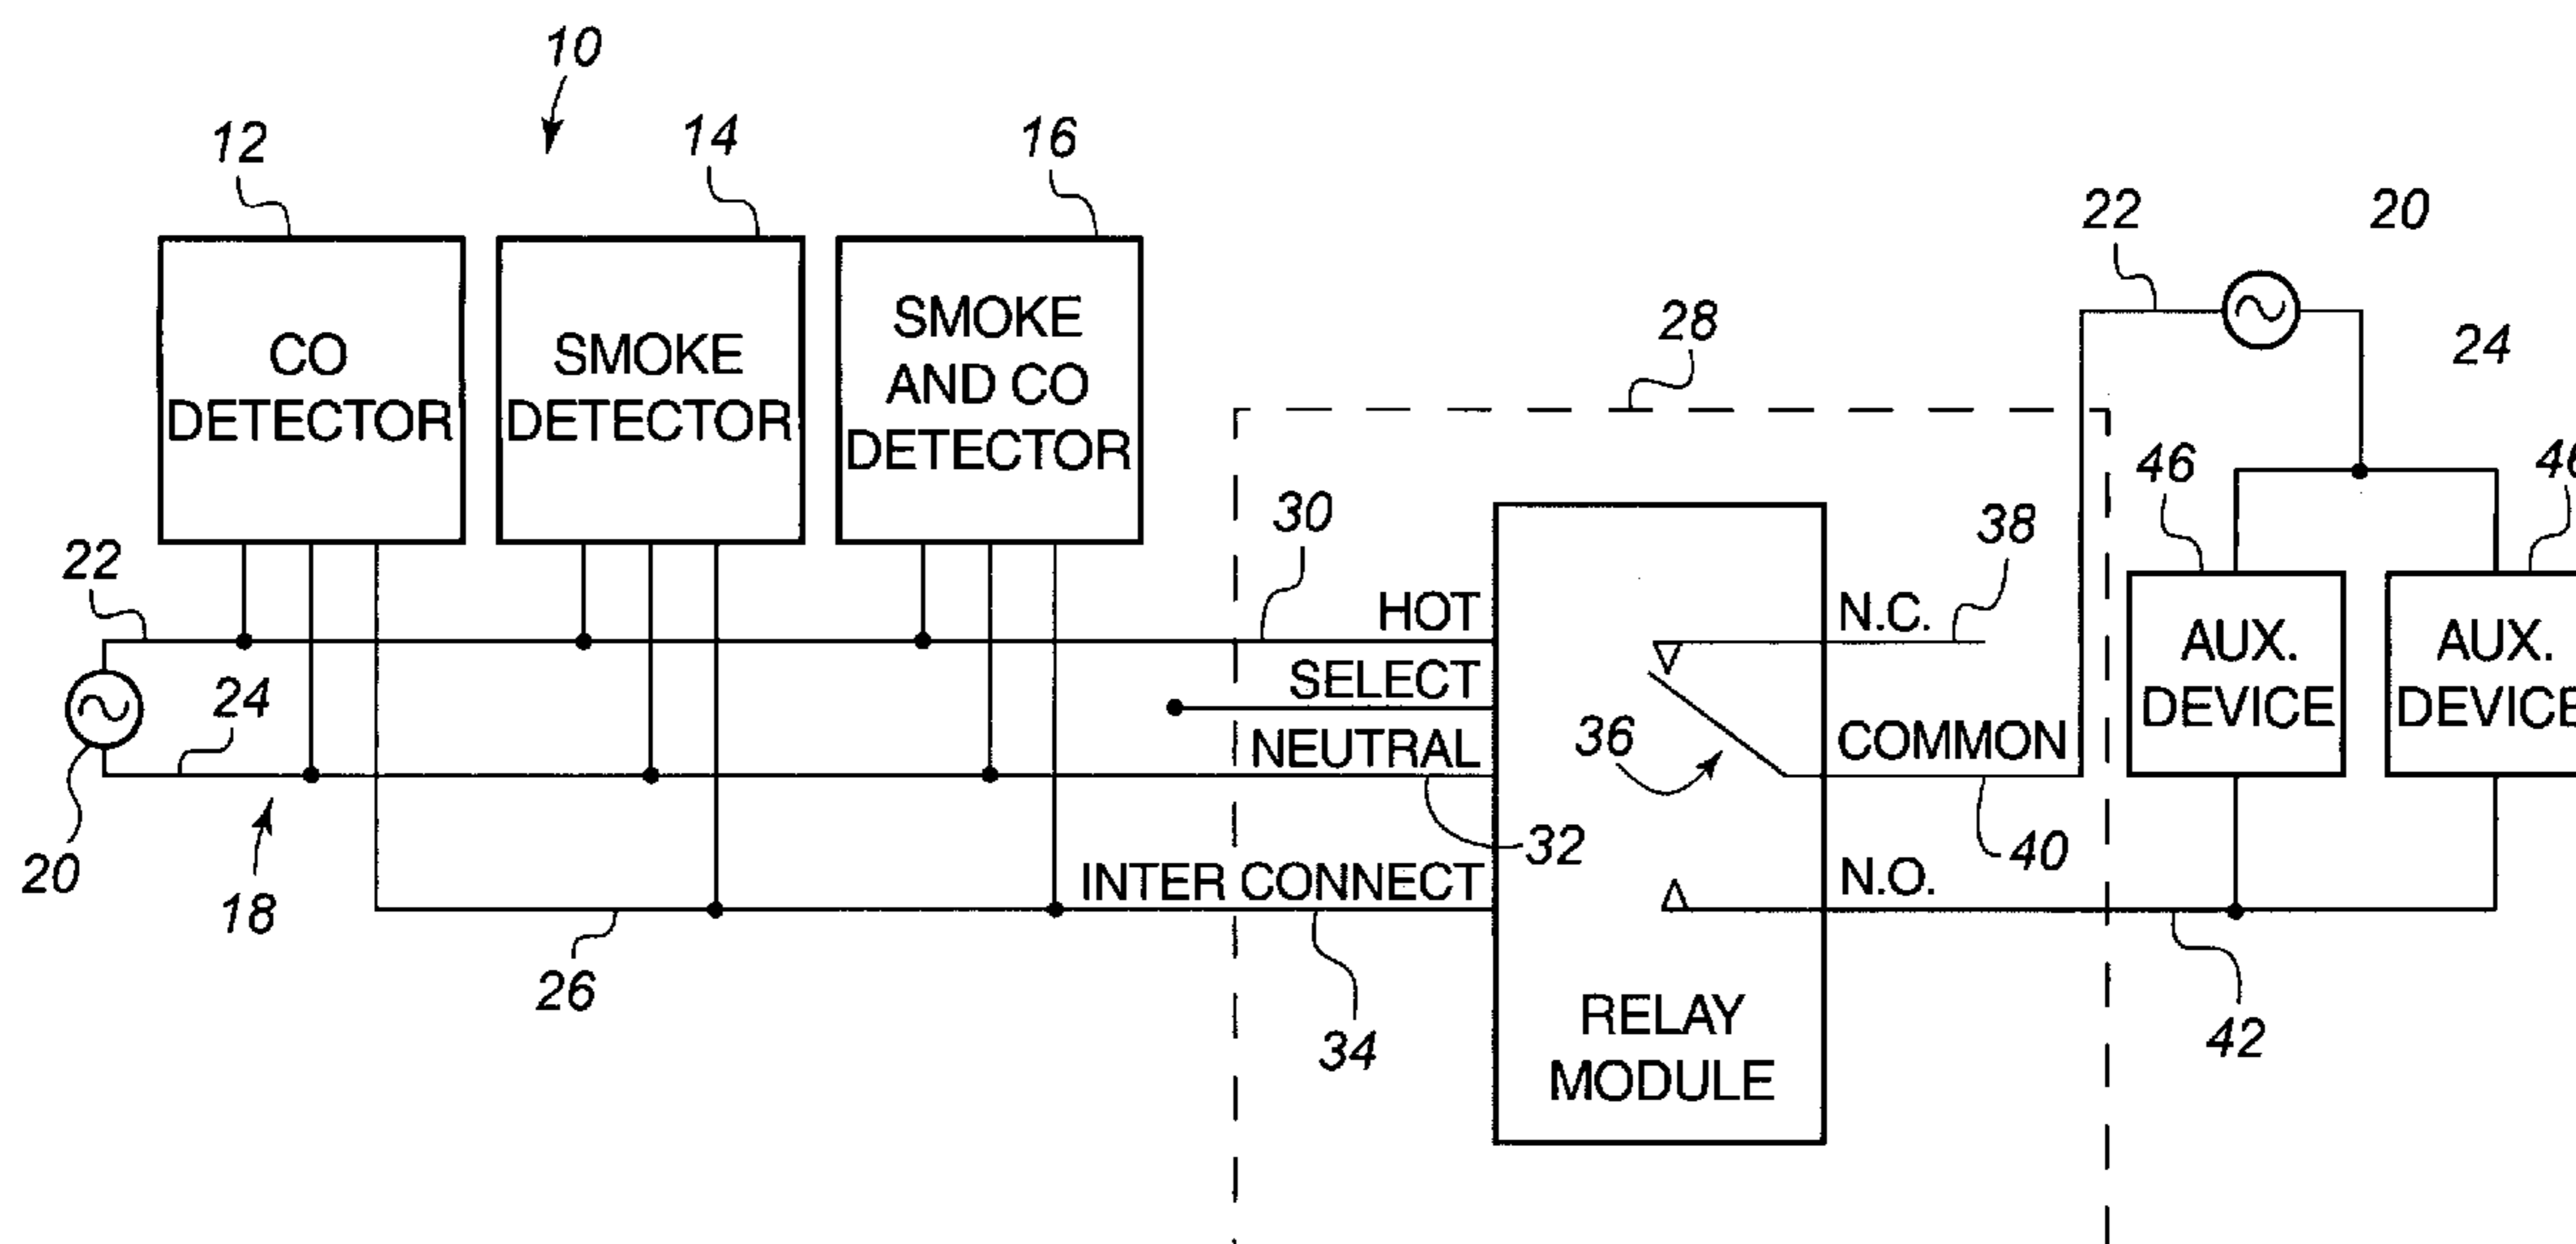 10
12
14
16
22
20
CO
DETECTOR
SMOKE
DETECTOR
SMOKE
AND CO
DETECTOR
28
24
46
46
30
38
22
HOT
N.C.
AUX.
DEVICE
AUX.
DEVICE
SELECT
24
36
NEUTRAL
COMMON
20
18
32
40
INTER CONNECT
N.O.
26
34
RELAY
MODULE
42